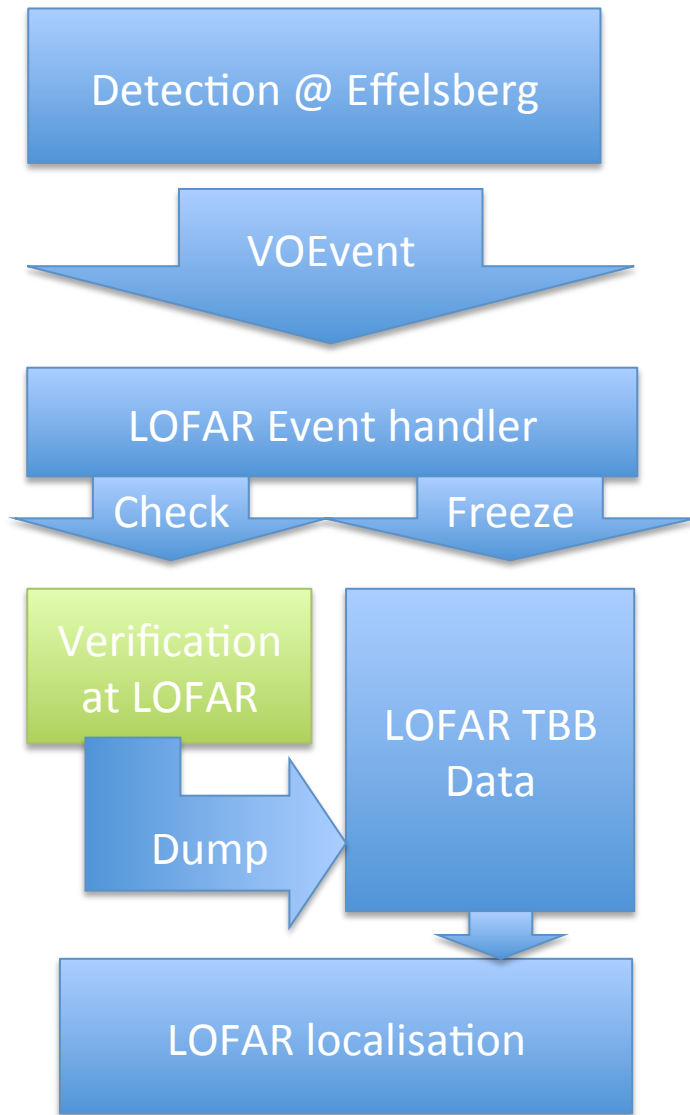 Detection @ Effelsberg
VOEvent
LOFAR Event handler
Check
Freeze
Verification
at LOFAR
LOFAR TBB
Data
Dump
LOFAR localisation